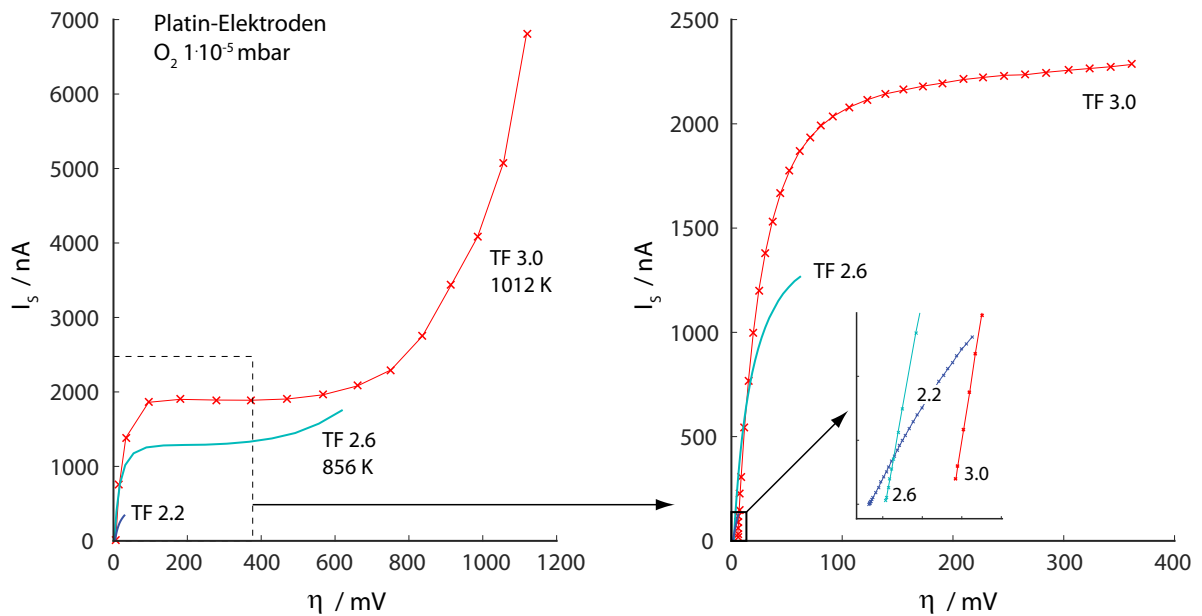 Platin-Elektroden
O₂ 1·10⁻⁵ mbar
7000
6000
5000
4000
3000
2000
1000
0
I_s / nA
0 200 400 600 800 1000 1200
η / mV
TF 3.0
1012 K
TF 2.6
856 K
TF 2.2
2500
2000
1500
1000
500
0
I_s / nA
0 100 200 300 400
η / mV
TF 3.0
TF 2.6
2.2
2.6
3.0